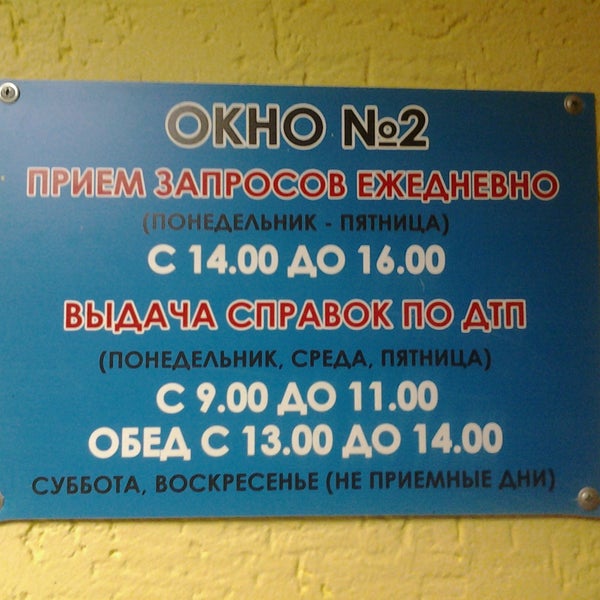 ОКНО №2
ПРИЕМ ЗАПРОСОВ ЕЖЕДНЕВНО
(ПОНЕДЕЛЬНИК - ПЯТНИЦА)
С 14.00 ДО 16.00
ВЫДАЧА СПРАВОК ПО ДТП
(ПОНЕДЕЛЬНИК, СРЕДА, ПЯТНИЦА)
С 9.00 ДО 11.00
ОБЕД С 13.00 ДО 14.00
СУББОТА, ВОСКРЕСЕНЬЕ (НЕ ПРИЕМНЫЕ ДНИ)